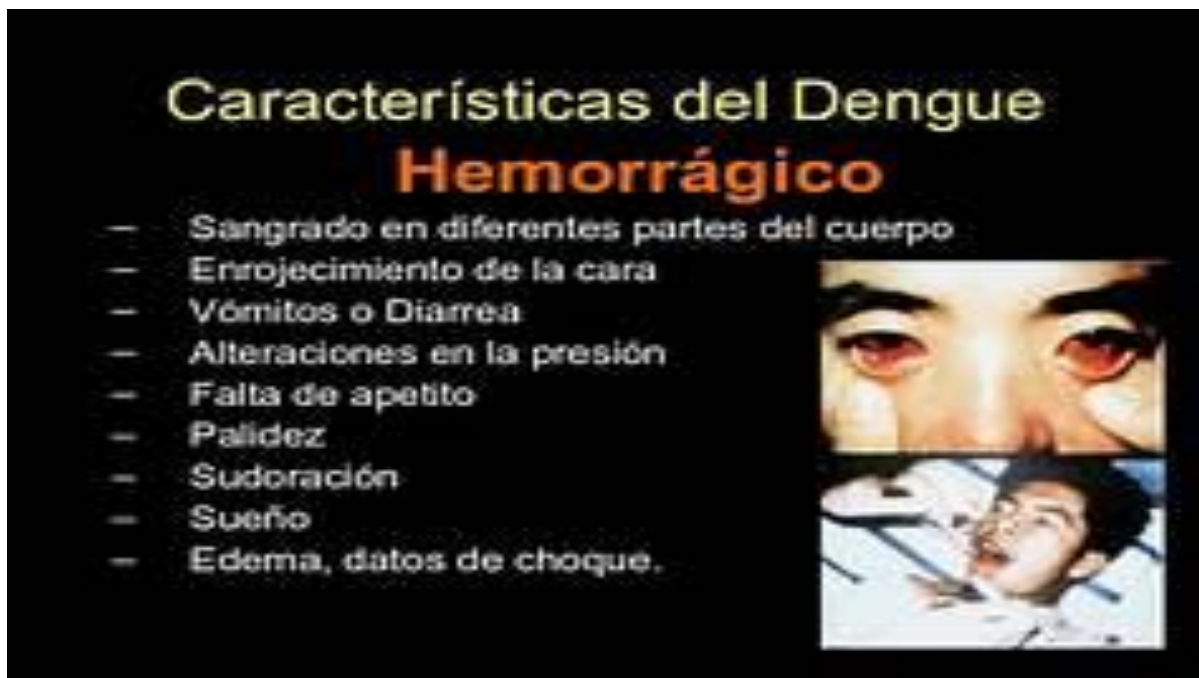 Características del Dengue
Hemorrágico
– Sangrado en diferentes partes del cuerpo
– Enrojecimiento de la cara
– Vómitos o Diarrea
– Alteraciones en la presión
– Falta de apetito
– Palidez
– Sudoración
– Sueño
– Edema, datos de choque.